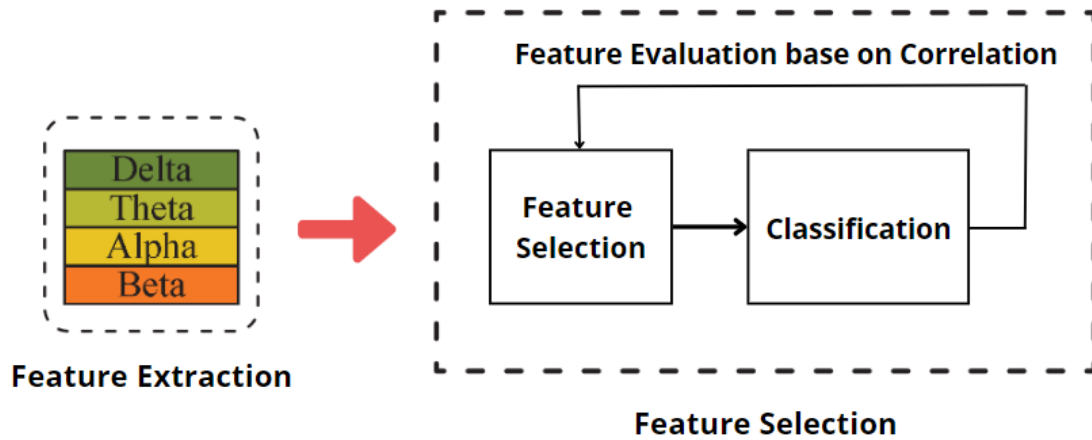 Delta
Theta
Alpha
Beta
Feature Extraction
Feature Evaluation base on Correlation
Feature
Selection
Classification
Feature Selection